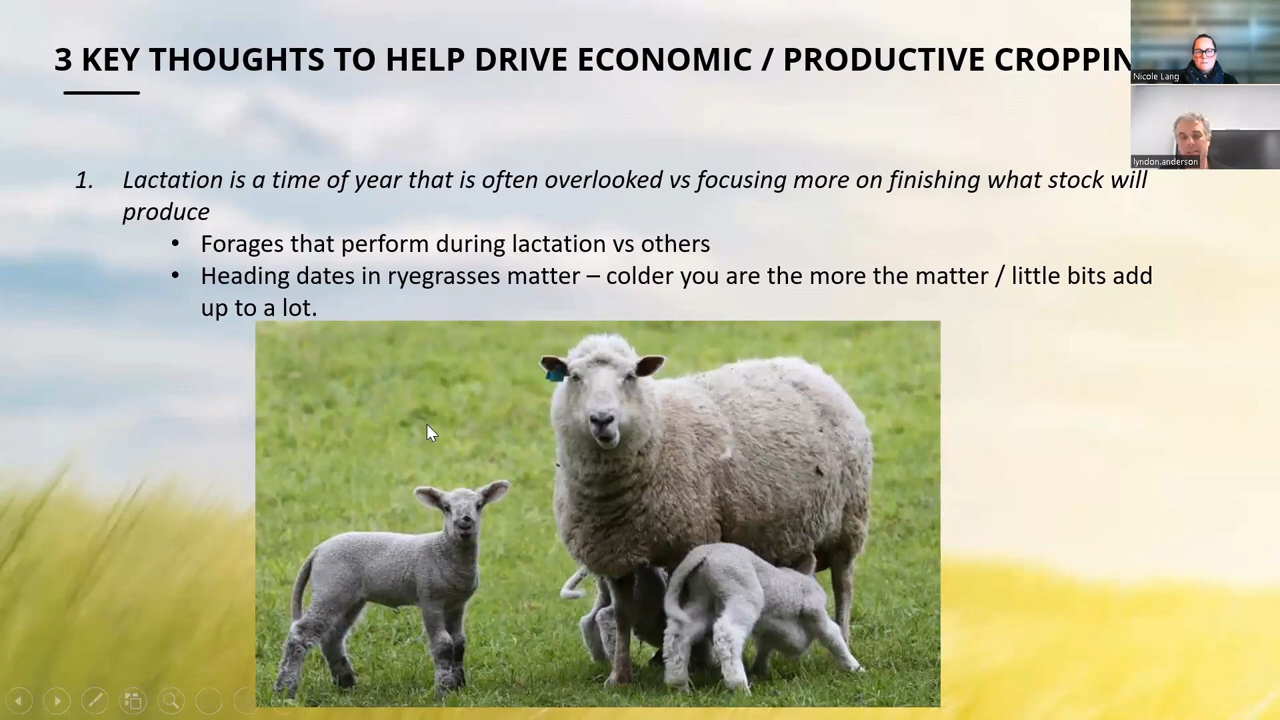 3 KEY THOUGHTS TO HELP DRIVE ECONOMIC / PRODUCTIVE CROPPIN
Nicole Lang
lyndon.anderson
1. Lactation is a time of year that is often overlooked vs focusing more on finishing what stock will
produce
• Forages that perform during lactation vs others
• Heading dates in ryegrasses matter – colder you are the more the matter / little bits add
up to a lot.